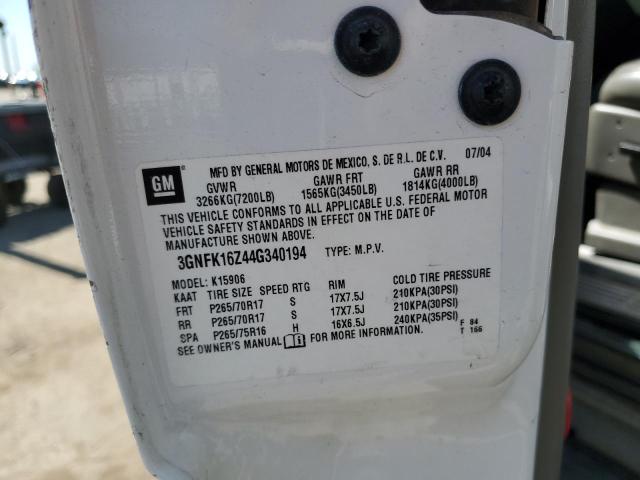 GM
MFD BY GENERAL MOTORS DE MEXICO, S. DE R.L. DE C.V. 07/04
GVWR GAWR FRT GAWR RR
3266KG(7200LB) 1565KG(3450LB) 1814KG(4000LB)
THIS VEHICLE CONFORMS TO ALL APPLICABLE U.S. FEDERAL MOTOR
VEHICLE SAFETY STANDARDS IN EFFECT ON THE DATE OF
MANUFACTURE SHOWN ABOVE.
3GNFK16Z44G340194 TYPE: M.P.V.
MODEL: K15906
KAAT TIRE SIZE SPEED RTG RIM COLD TIRE PRESSURE
FRT P265/70R17 S 17X7.5J 210KPA(30PSI)
RR P265/70R17 S 17X7.5J 210KPA(30PSI)
SPA P265/75R16 H 16X6.5J 240KPA(35PSI)
SEE OWNER'S MANUAL FOR MORE INFORMATION.
F 84
T 166